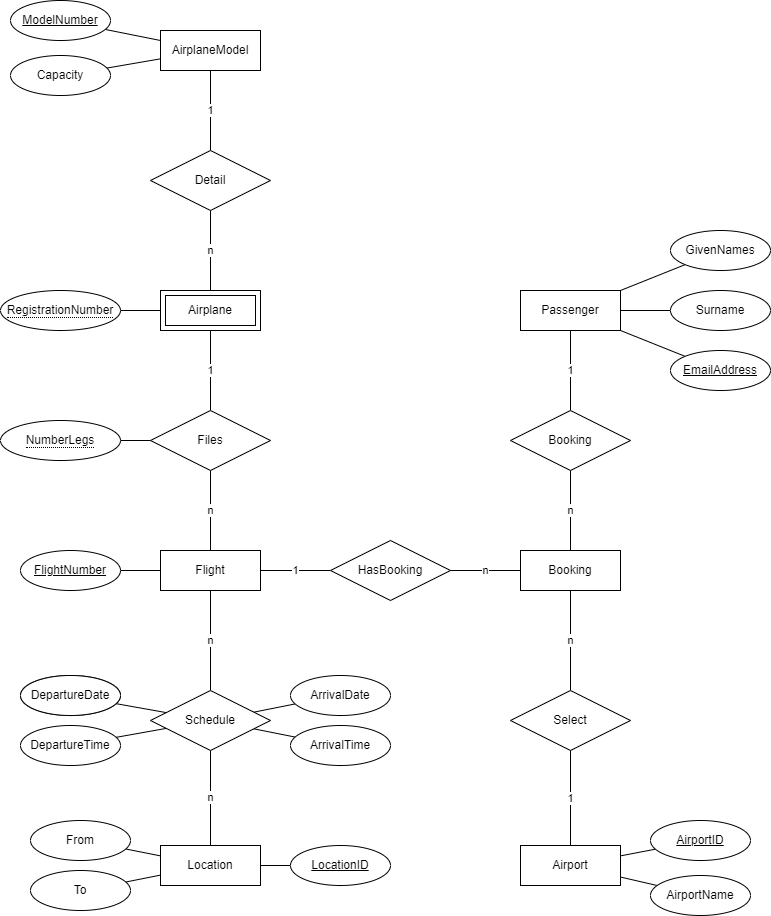 ModelNumber
AirplaneModel
Capacity
1
Detail
n
GivenNames
RegistrationNumber
Airplane
Passenger
Surname
EmailAddress
1
1
NumberLegs
Files
Booking
n
n
FlightNumber
Flight
1
HasBooking
n
Booking
n
n
DepartureDate
ArrivalDate
Schedule
Select
DepartureTime
ArrivalTime
n
1
From
AirportID
Location
LocationID
Airport
To
AirportName